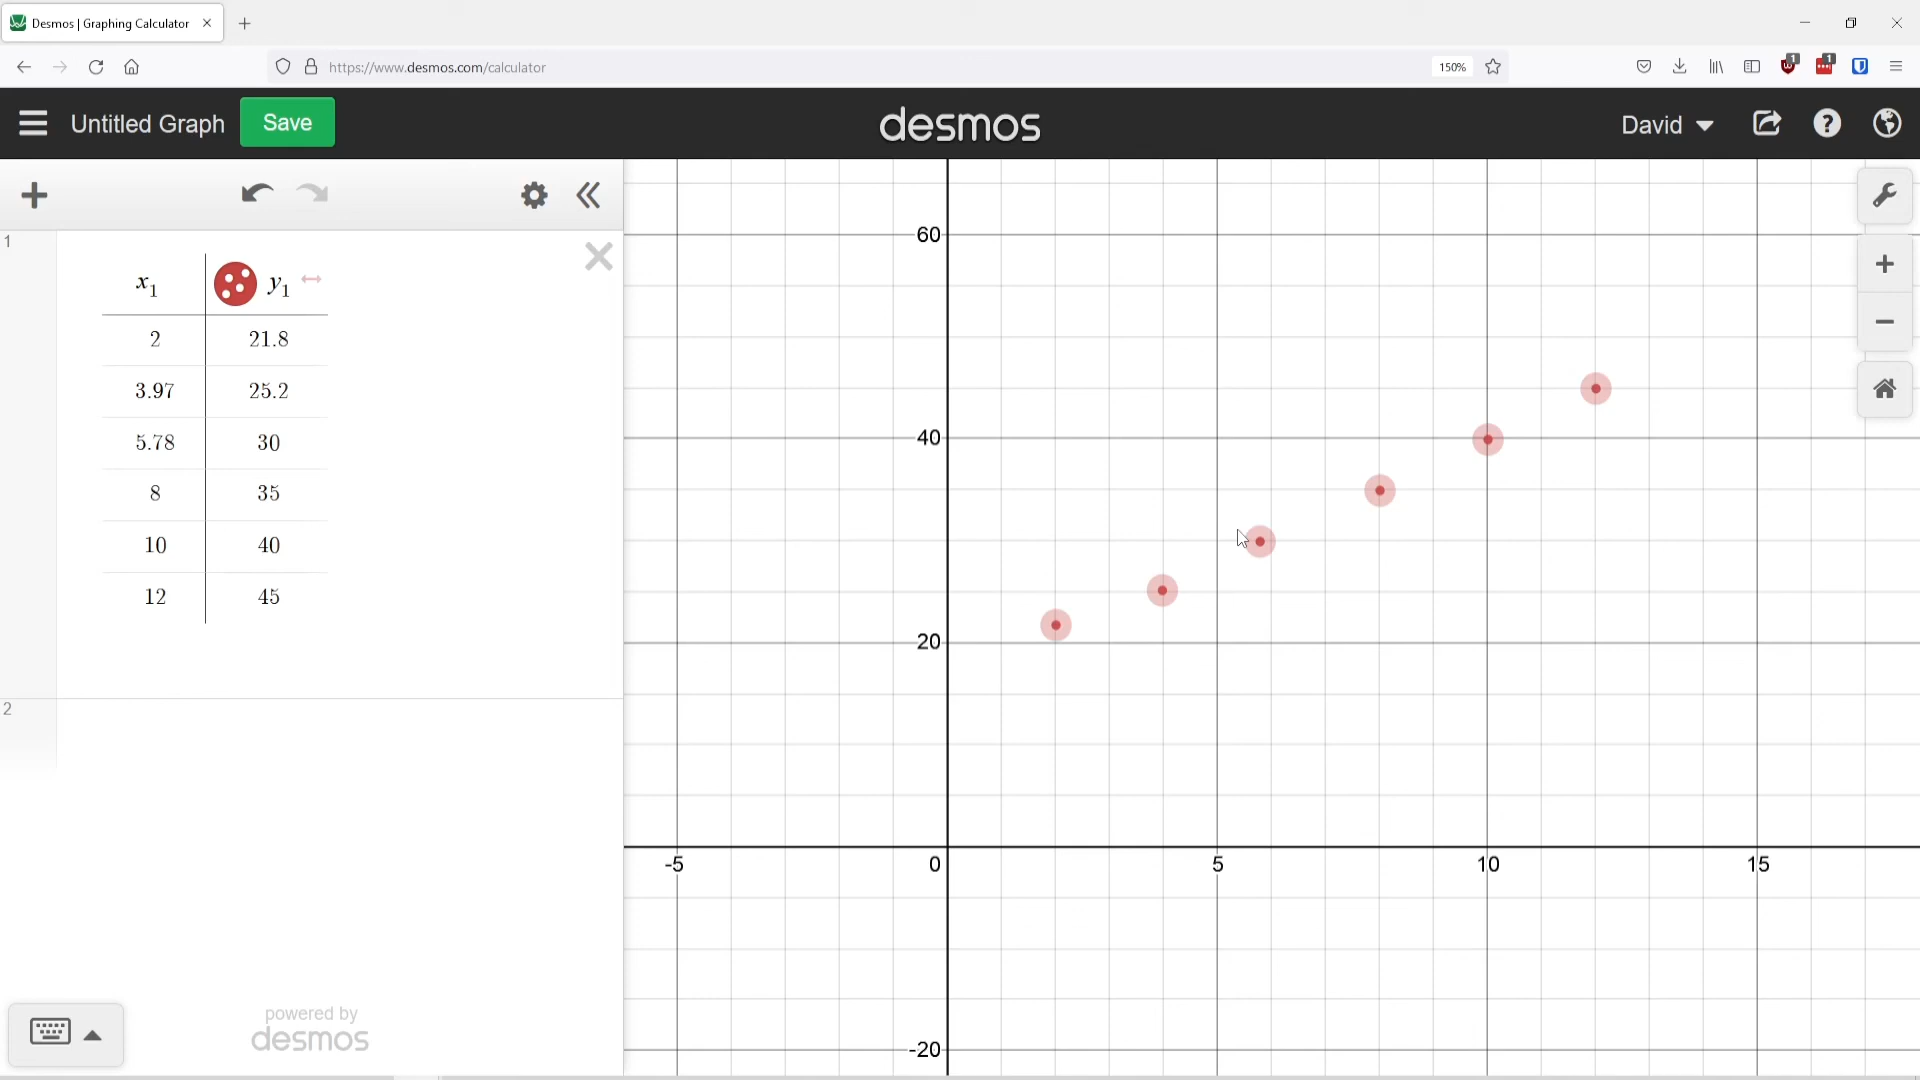 Desmos | Graphing Calculator
https://www.desmos.com/calculator
150%
1
1
Untitled Graph
Save
desmos
David
1
x₁ y₁
2 21.8
3.97 25.2
5.78 30
8 35
10 40
12 45
2
powered by
desmos
60
40
20
-5 0 5 10 15
-20